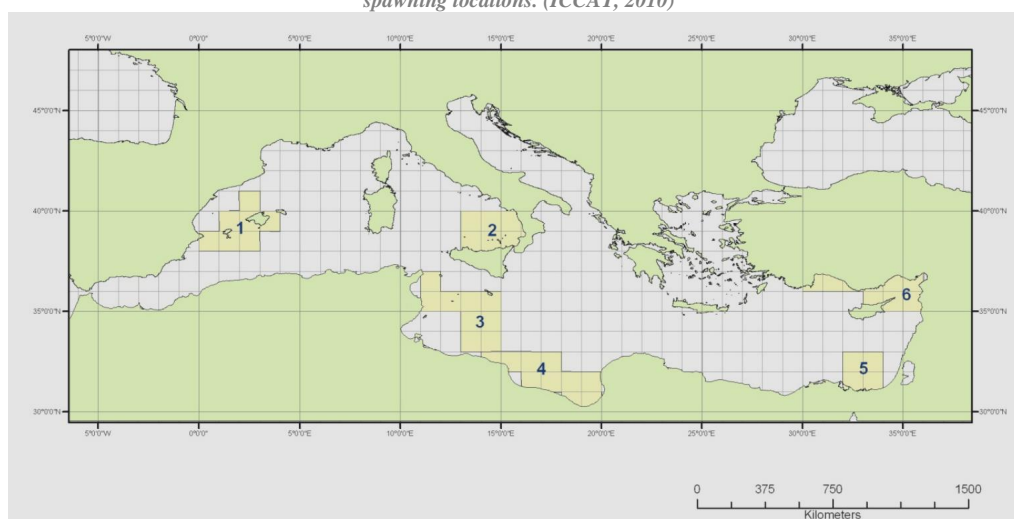 spawning locations. (ICCAT, 2010)
5°0'0"W 0°0'0" 5°0'0"E 10°0'0"E 15°0'0"E 20°0'0"E 25°0'0"E 30°0'0"E 35°0'0"E
45°0'0"N 45°0'0"N
40°0'0"N 40°0'0"N
1
2
6
35°0'0"N 35°0'0"N
3
4
5
30°0'0"N 30°0'0"N
5°0'0"W 0°0'0" 5°0'0"E 10°0'0"E 15°0'0"E 20°0'0"E 25°0'0"E 30°0'0"E 35°0'0"E
0 375 750 1500
Kilometers